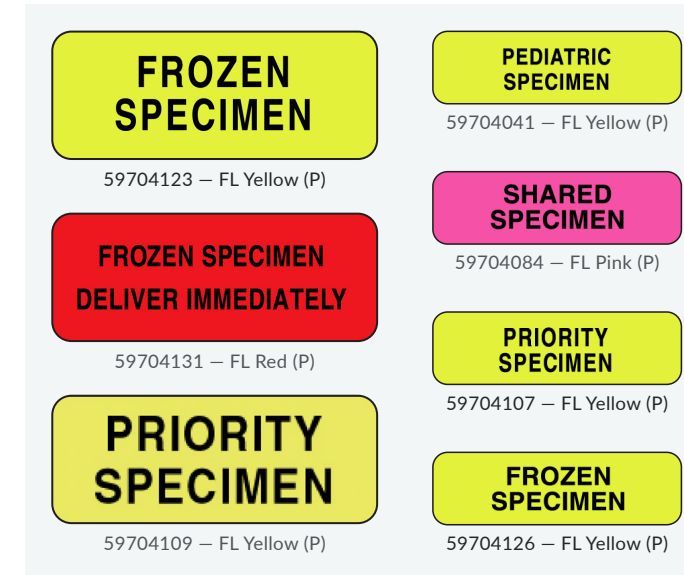 FROZEN
SPECIMEN
59704123 — FL Yellow (P)
FROZEN SPECIMEN
DELIVER IMMEDIATELY
59704131 — FL Red (P)
PRIORITY
SPECIMEN
59704109 — FL Yellow (P)
PEDIATRIC
SPECIMEN
59704041 — FL Yellow (P)
SHARED
SPECIMEN
59704084 — FL Pink (P)
PRIORITY
SPECIMEN
59704107 — FL Yellow (P)
FROZEN
SPECIMEN
59704126 — FL Yellow (P)